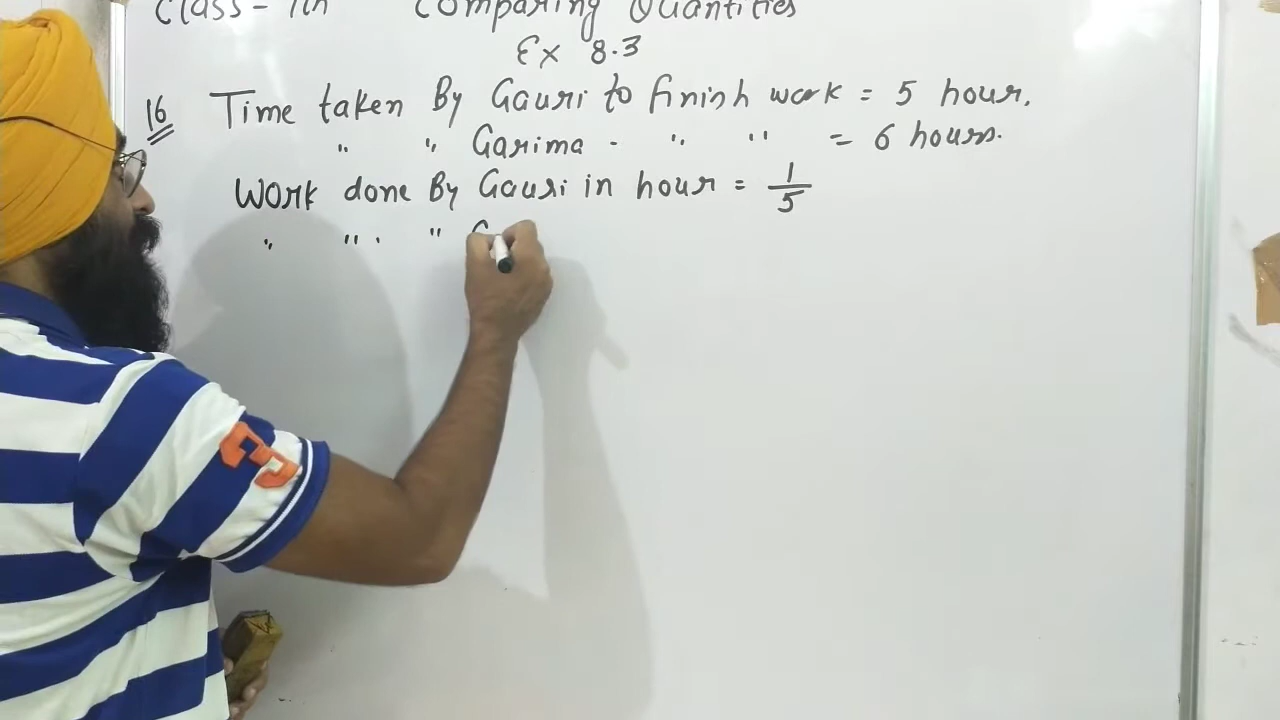 Class - 7th Comparing Quantities
Ex 8.3
16 Time taken By Gauri to finish work = 5 hour.
" " Garima - " " = 6 hours.
Work done By Gauri in hour = 1/5
" " " G
3